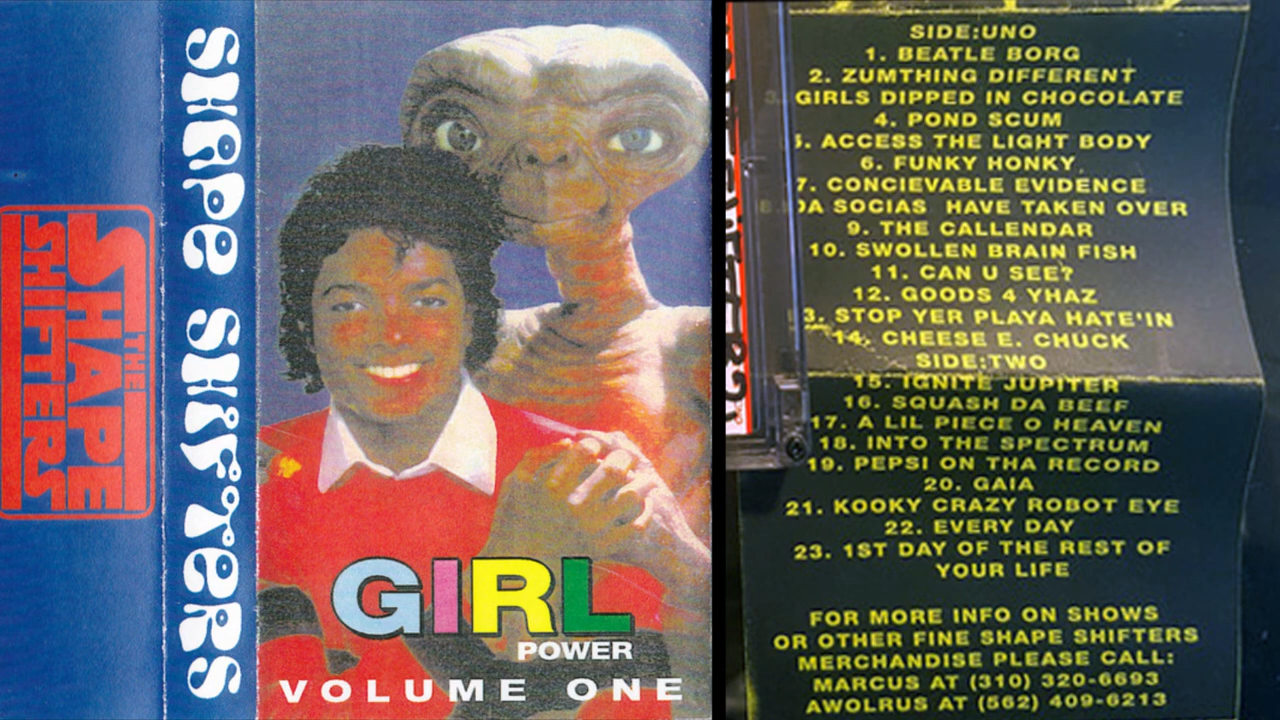 THE
SHAPE
SHIFTERS
SHAPE SHIFTERS
GIRL
POWER
VOLUME ONE
SIDE:UNO
1. BEATLE BORG
2. ZUMTHING DIFFERENT
3. GIRLS DIPPED IN CHOCOLATE
4. POND SCUM
5. ACCESS THE LIGHT BODY
6. FUNKY HONKY
7. CONCIEVABLE EVIDENCE
8. DA SOCIAS HAVE TAKEN OVER
9. THE CALLENDAR
10. SWOLLEN BRAIN FISH
11. CAN U SEE?
12. GOODS 4 YHAZ
3. STOP YER PLAYA HATE'IN
14. CHEESE E. CHUCK
SIDE:TWO
15. IGNITE JUPITER
16. SQUASH DA BEEF
17. A LIL PIECE O HEAVEN
18. INTO THE SPECTRUM
19. PEPSI ON THA RECORD
20. GAIA
21. KOOKY CRAZY ROBOT EYE
22. EVERY DAY
23. 1ST DAY OF THE REST OF
YOUR LIFE
FOR MORE INFO ON SHOWS
OR OTHER FINE SHAPE SHIFTERS
MERCHANDISE PLEASE CALL:
MARCUS AT (310) 320-6693
AWOLRUS AT (562) 409-6213